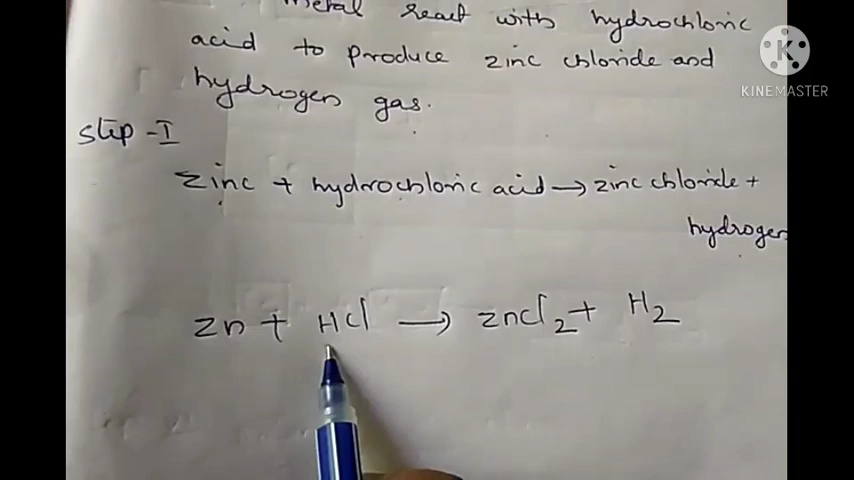 metal react with hydrochloric
acid to produce zinc chloride and
hydrogen gas.
Step - I
Zinc + hydrochloric acid → zinc chloride +
hydrogen
Zn + HCl → ZnCl₂ + H₂
K
KINEMASTER